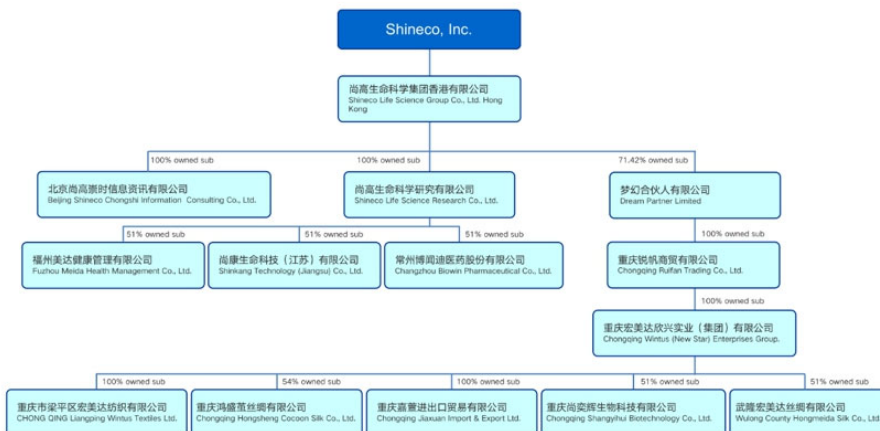 Shineco, Inc.
尚高生命科学集团香港有限公司
Shineco Life Science Group Co., Ltd. Hong
Kong
100% owned sub
100% owned sub
71.42% owned sub
北京尚高崇时信息资讯有限公司
Beijing Shineco Chongshi Information Consulting Co., Ltd.
尚高生命科学研究有限公司
Shineco Life Science Research Co., Ltd.
梦幻合伙人有限公司
Dream Partner Limited
51% owned sub
51% owned sub
51% owned sub
100% owned sub
福州美达健康管理有限公司
Fuzhou Meida Health Management Co., Ltd.
尚康生命科技（江苏）有限公司
Shinkang Technology (Jiangsu) Co., Ltd.
常州博闻迪医药股份有限公司
Changzhou Biowin Pharmaceutical Co., Ltd.
重庆锐帆商贸有限公司
Chongqing Ruifan Trading Co., Ltd.
100% owned sub
重庆宏美达欣兴实业（集团）有限公司
Chongqing Wintus (New Star) Enterprises Group.
100% owned sub
54% owned sub
100% owned sub
51% owned sub
51% owned sub
重庆市梁平区宏美达纺织有限公司
CHONG QING Liangping Wintus Textiles Ltd.
重庆鸿盛茧丝绸有限公司
Chongqing Hongsheng Cocoon Silk Co., Ltd.
重庆嘉萱进出口贸易有限公司
Chongqing Jiaxuan Import & Export Ltd.
重庆尚奕辉生物科技有限公司
Chongqing Shangyihui Biotechnology Co., Ltd.
武隆宏美达丝绸有限公司
Wulong County Hongmeida Silk Co., Ltd.